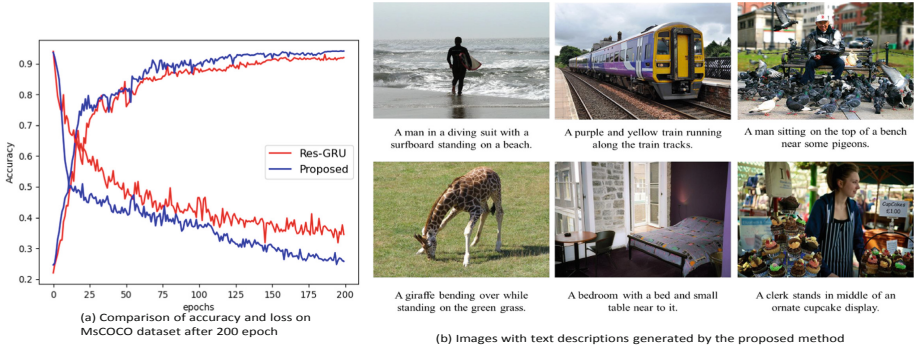 0.9
0.8
0.7
0.6
0.5
0.4
0.3
0.2
Accuracy
0 25 50 75 100 125 150 175 200
epochs
Res-GRU
Proposed
(a) Comparison of accuracy and loss on
MsCOCO dataset after 200 epoch
A man in a diving suit with a
surfboard standing on a beach.
A purple and yellow train running
along the train tracks.
A man sitting on the top of a bench
near some pigeons.
CupCakes
€1.00
A giraffe bending over while
standing on the green grass.
A bedroom with a bed and small
table near to it.
A clerk stands in middle of an
ornate cupcake display.
(b) Images with text descriptions generated by the proposed method